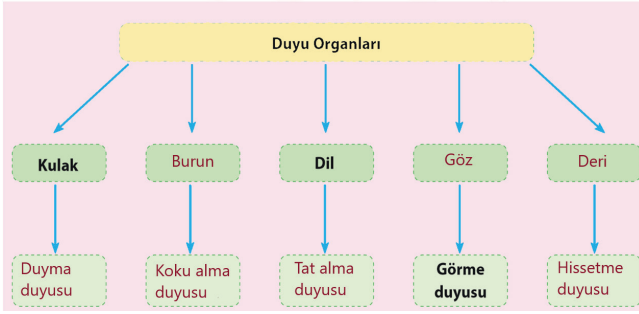 Duyu Organları
Kulak
Burun
Dil
Göz
Deri
Duyma
duyusu
Koku alma
duyusu
Tat alma
duyusu
Görme
duyusu
Hissetme
duyusu